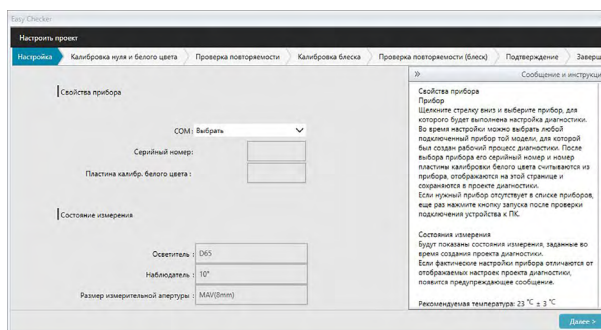 Easy Checker
Настроить проект
Настройка
Калибровка нуля и белого цвета
Проверка повторяемости
Калибровка блеска
Проверка повторяемости (блеск)
Подтверждение
Заверш
Свойства прибора
COM: Выбрать
Серийный номер:
Пластина калибр. белого цвета :
Состояние измерения
Осветитель : D65
Наблюдатель : 10°
Размер измерительной апертуры : MAV(8mm)
» Сообщение и инструкци
Свойства прибора
Прибор
Щелкните стрелку вниз и выберите прибор, для
которого будет выполнена настройка диагностики.
Во время настройки можно выбрать любой
подключенный прибор той модели, для которой
был создан рабочий процесс диагностики. После
выбора прибора его серийный номер и номер
пластины калибровки белого цвета считываются из
прибора, отображаются на этой странице и
сохраняются в проекте диагностики.
Если нужный прибор отсутствует в списке приборов,
еще раз нажмите кнопку запуска после проверки
подключения устройства к ПК.
Состояния измерения
Будут показаны состояния измерения, заданные во
время создания проекта диагностики.
Если фактические настройки прибора отличаются от
отображаемых настроек проекта диагностики,
появится предупреждающее сообщение.
Рекомендуемая температура: 23 ℃ ± 3 ℃
Далее >